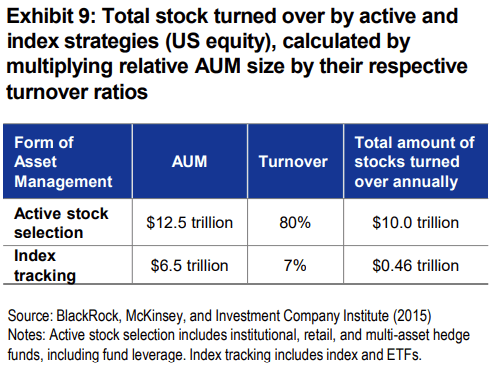 Exhibit 9: Total stock turned over by active and
index strategies (US equity), calculated by
multiplying relative AUM size by their respective
turnover ratios
Form of
Asset
Management
AUM
Turnover
Total amount of
stocks turned
over annually
Active stock
selection
$12.5 trillion
80%
$10.0 trillion
Index
tracking
$6.5 trillion
7%
$0.46 trillion
Source: BlackRock, McKinsey, and Investment Company Institute (2015)
Notes: Active stock selection includes institutional, retail, and multi-asset hedge
funds, including fund leverage. Index tracking includes index and ETFs.